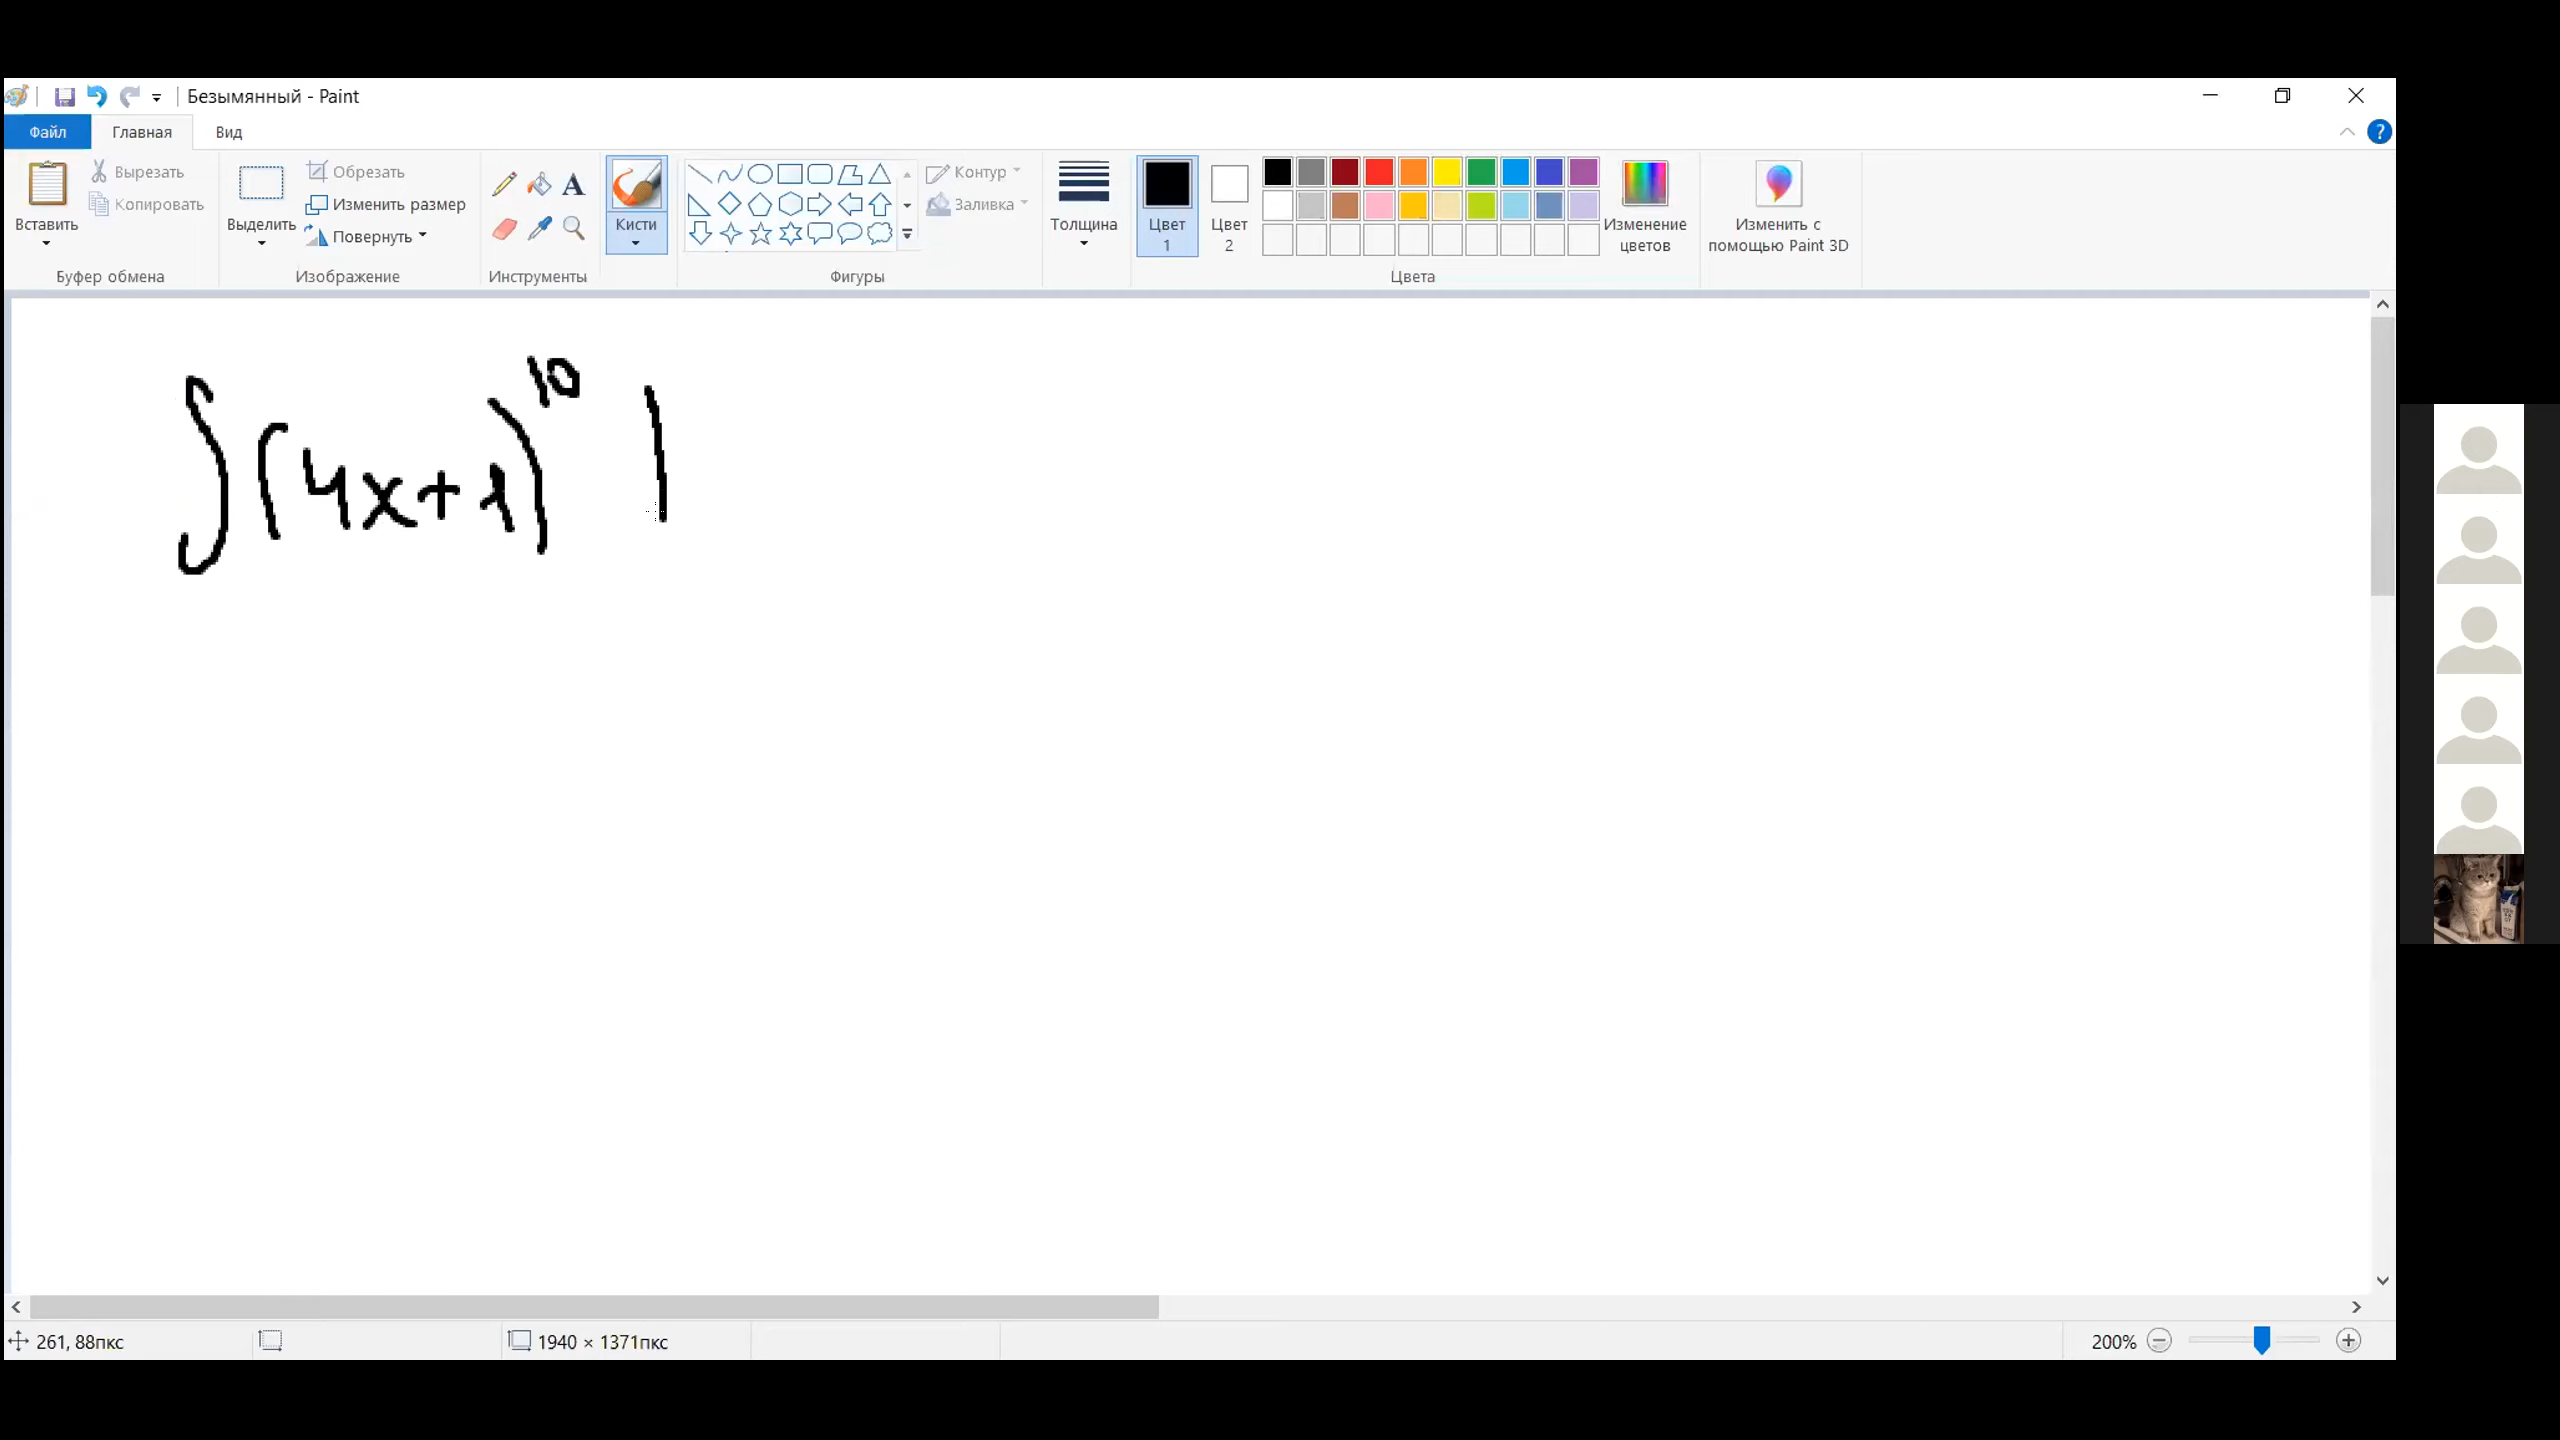 Безымянный - Paint
Файл Главная Вид
Вставить
Вырезать
Копировать
Буфер обмена
Выделить
Обрезать
Изменить размер
Повернуть
Изображение
A
Инструменты
Кисти
Фигуры
Контур
Заливка
Толщина
Цвет 1
Цвет 2
Цвета
Изменение цветов
Изменить с помощью Paint 3D
?
∫(4x+1)^10
261, 88пкс
1940 × 1371пкс
200%